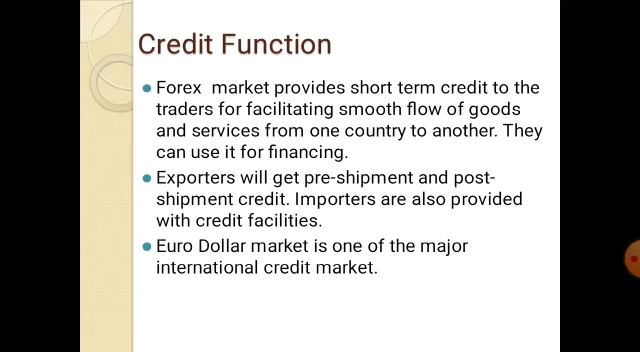 Credit Function
Forex market provides short term credit to the
traders for facilitating smooth flow of goods
and services from one country to another. They
can use it for financing.
Exporters will get pre-shipment and post-
shipment credit. Importers are also provided
with credit facilities.
Euro Dollar market is one of the major
international credit market.